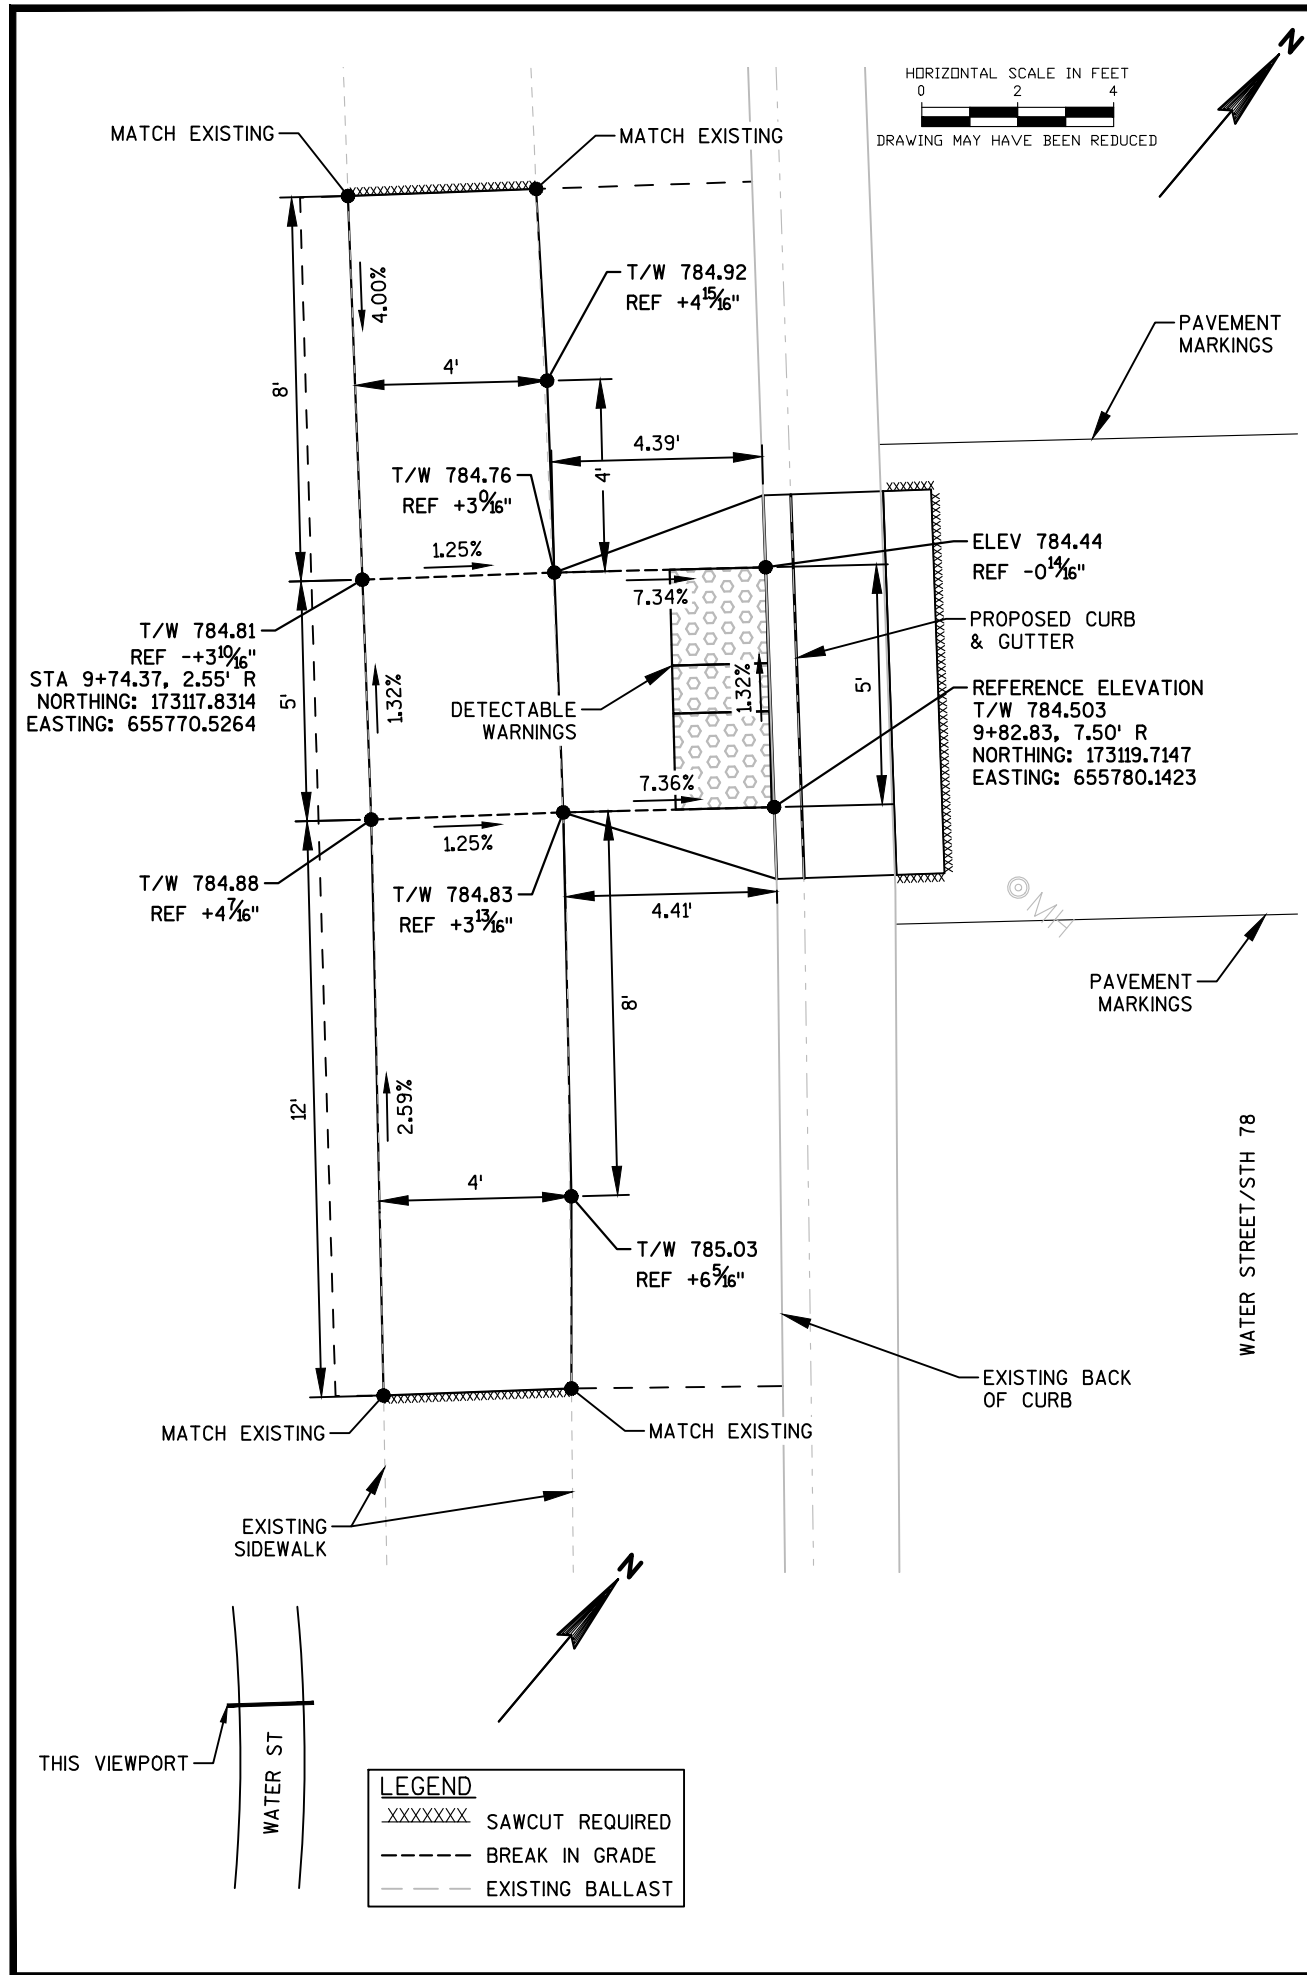 N
HORIZONTAL SCALE IN FEET
0 2 4
DRAWING MAY HAVE BEEN REDUCED
MATCH EXISTING
MATCH EXISTING
T/W 784.92
REF +4 15/16"
4.00%
PAVEMENT
MARKINGS
8'
4'
4.39'
4'
T/W 784.76
REF +3 0/16"
1.25%
7.34%
ELEV 784.44
REF -0 14/16"
PROPOSED CURB
& GUTTER
T/W 784.81
REF -+3 10/16"
STA 9+74.37, 2.55' R
NORTHING: 173117.8314
EASTING: 655770.5264
5'
1.32%
DETECTABLE
WARNINGS
1.32%
5'
REFERENCE ELEVATION
T/W 784.503
9+82.83, 7.50' R
NORTHING: 173119.7147
EASTING: 655780.1423
7.36%
1.25%
T/W 784.88
REF +4 7/16"
T/W 784.83
REF +3 13/16"
4.41'
MH
PAVEMENT
MARKINGS
8'
12'
2.59%
4'
T/W 785.03
REF +6 5/16"
WATER STREET/STH 78
EXISTING BACK
OF CURB
MATCH EXISTING
MATCH EXISTING
EXISTING
SIDEWALK
N
THIS VIEWPORT
WATER ST
LEGEND
XXXXXXX SAWCUT REQUIRED
BREAK IN GRADE
EXISTING BALLAST